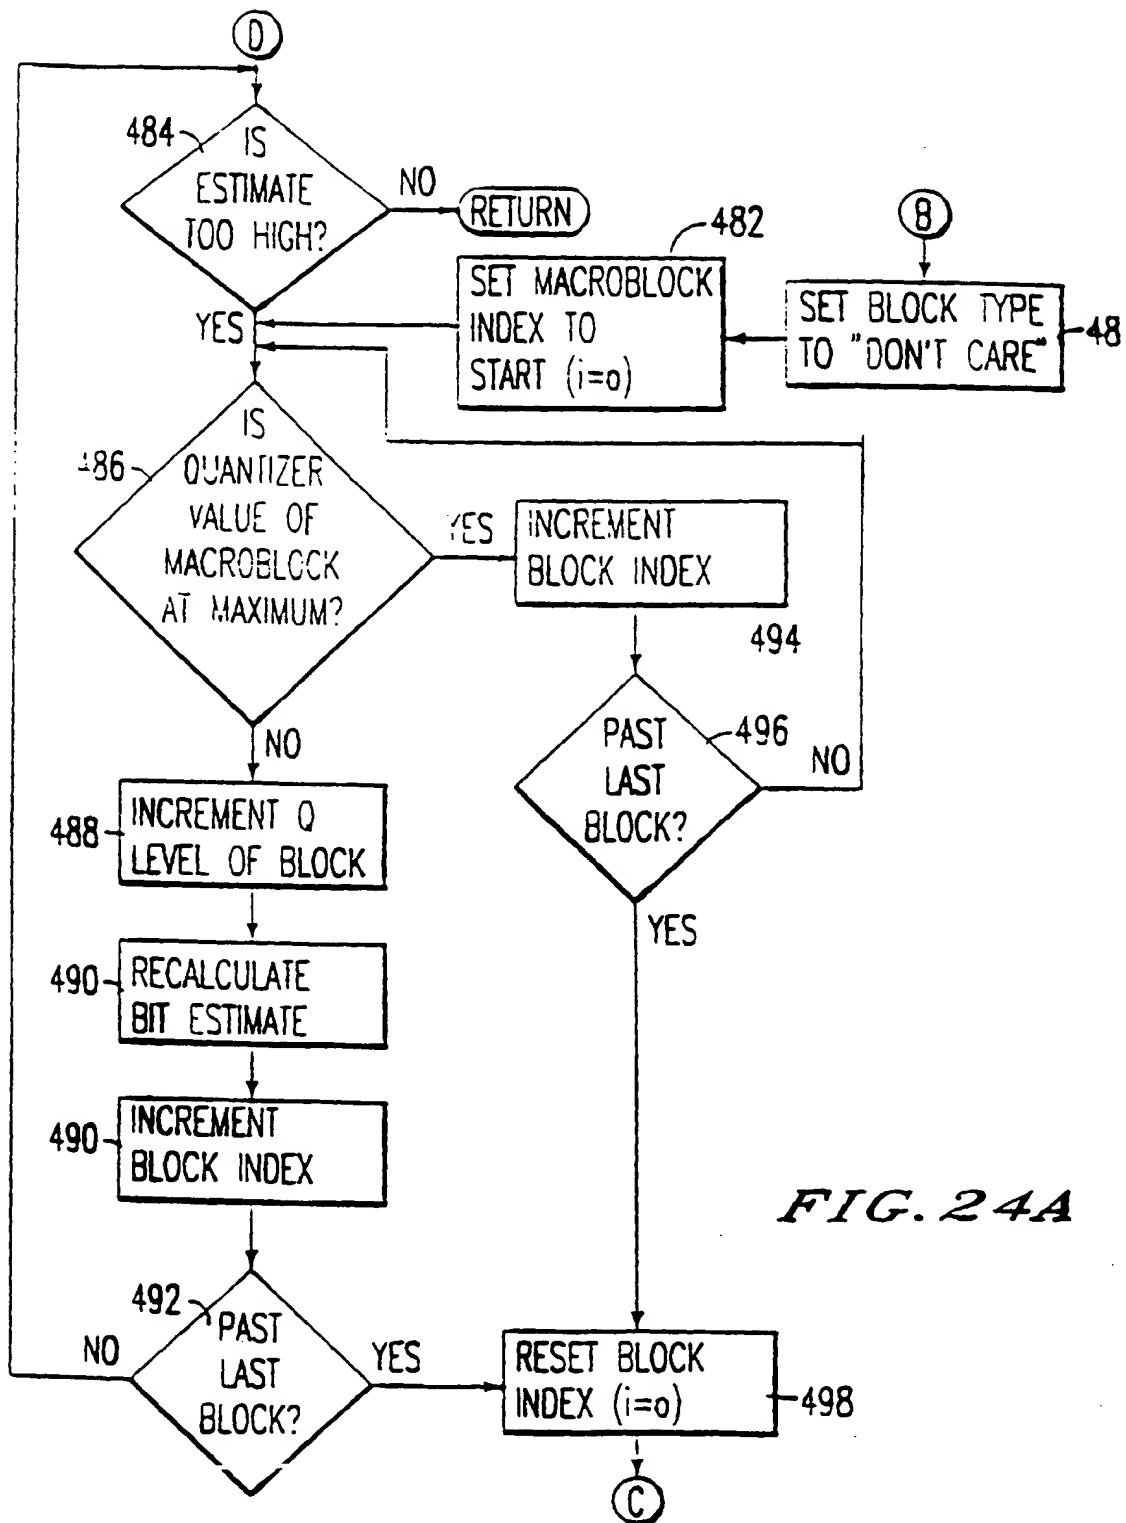 D
484
IS
ESTIMATE
TOO HIGH?
NO
RETURN
YES
482
SET MACROBLOCK
INDEX TO
START (i=o)
B
SET BLOCK TYPE
TO "DON'T CARE"
48
486
IS
QUANTIZER
VALUE OF
MACROBLOCK
AT MAXIMUM?
YES
INCREMENT
BLOCK INDEX
494
NO
PAST
LAST
BLOCK?
496
NO
YES
488
INCREMENT Q
LEVEL OF BLOCK
490
RECALCULATE
BIT ESTIMATE
490
INCREMENT
BLOCK INDEX
FIG. 24A
492
PAST
LAST
BLOCK?
NO
YES
RESET BLOCK
INDEX (i=o)
498
C